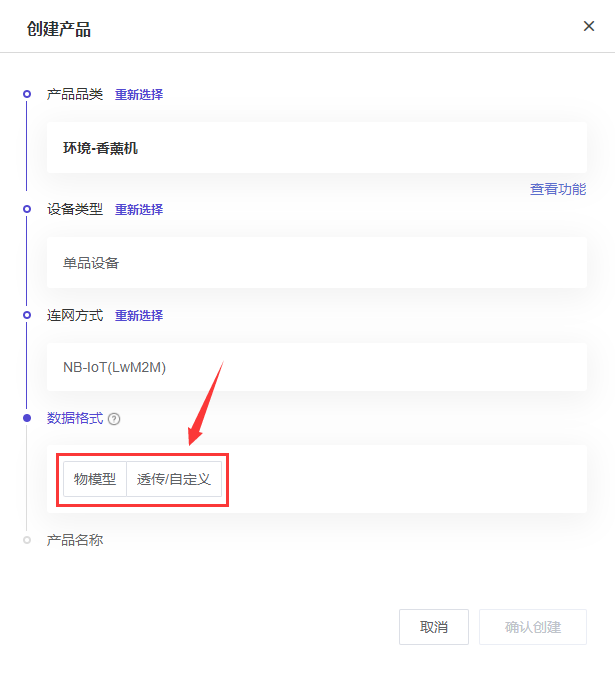 创建产品
产品品类 重新选择
环境-香薰机
查看功能
设备类型 重新选择
单品设备
连网方式 重新选择
NB-IoT(LwM2M)
数据格式 ?
物模型 透传/自定义
产品名称
取消 确认创建